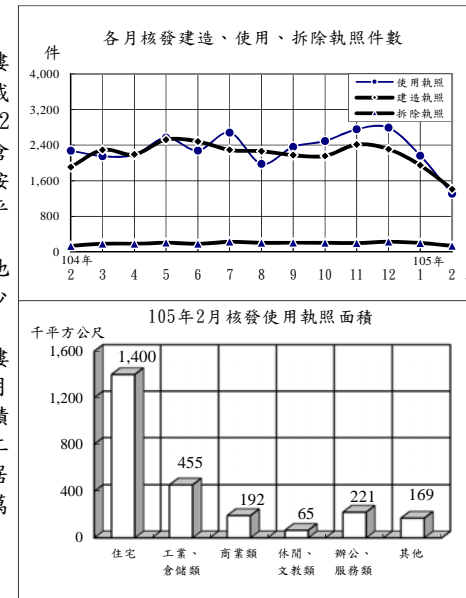 各月核發建造、使用、拆除執照件數
件
4,000
3,200
2,400
1,600
800
0
使用執照
建造執照
拆除執照
104年 105年
2 3 4 5 6 7 8 9 10 11 12 1 2
105年2月核發使用執照面積
千平方公尺
1,600
1,200
800
400
0
1,400
455
192
65
221
169
住宅 工業、 商業類 休閒、 辦公、 其他
倉儲類 文教類 服務類